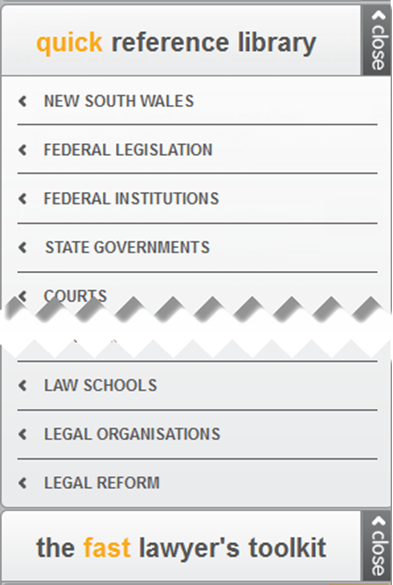 quick reference library
close
NEW SOUTH WALES
FEDERAL LEGISLATION
FEDERAL INSTITUTIONS
STATE GOVERNMENTS
COURTS
LAW SCHOOLS
LEGAL ORGANISATIONS
LEGAL REFORM
the fast lawyer's toolkit
close